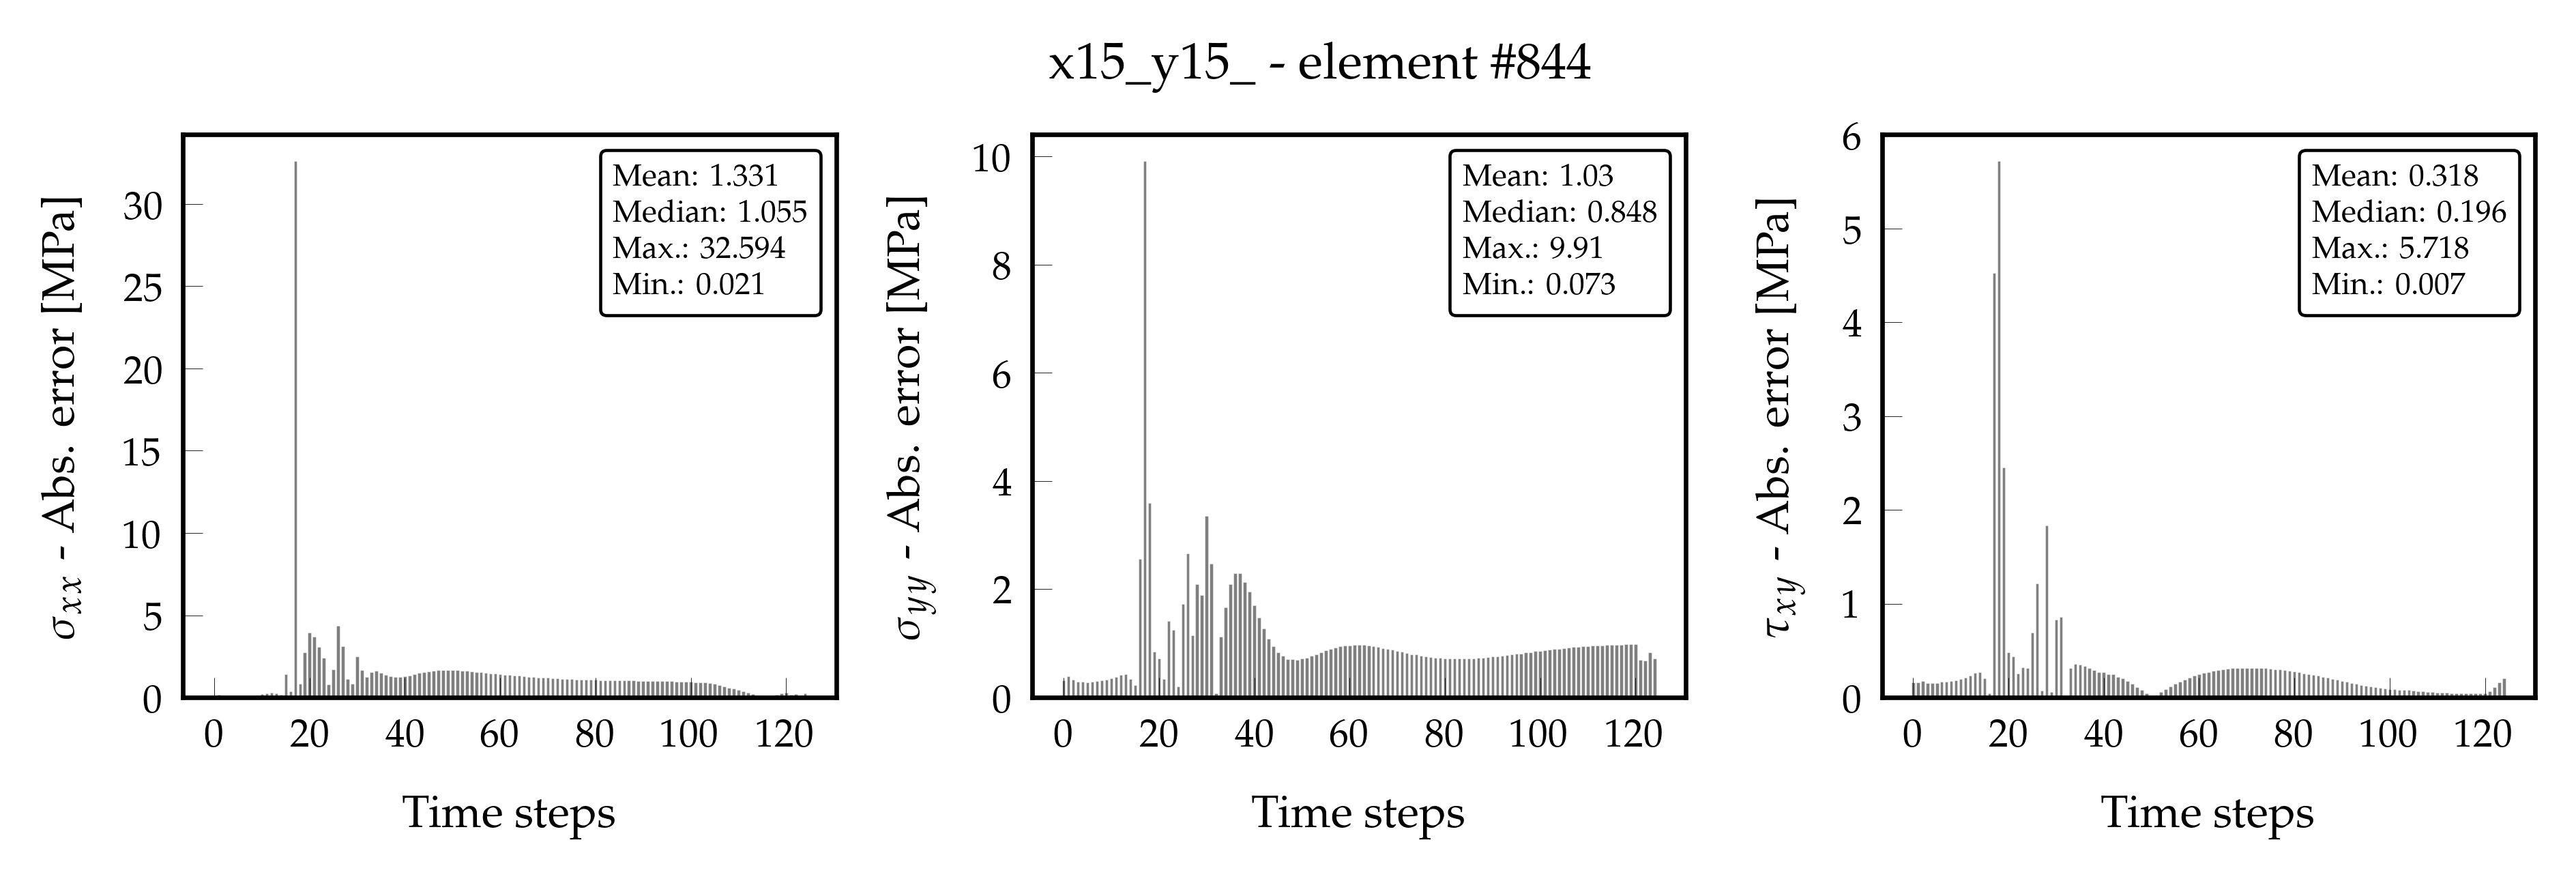 x15_y15_ - element #844
σxx - Abs. error [MPa]
30
25
20
15
10
5
0
0 20 40 60 80 100 120
Time steps
Mean: 1.331
Median: 1.055
Max.: 32.594
Min.: 0.021
σyy - Abs. error [MPa]
10
8
6
4
2
0
0 20 40 60 80 100 120
Time steps
Mean: 1.03
Median: 0.848
Max.: 9.91
Min.: 0.073
τxy - Abs. error [MPa]
6
5
4
3
2
1
0
0 20 40 60 80 100 120
Time steps
Mean: 0.318
Median: 0.196
Max.: 5.718
Min.: 0.007